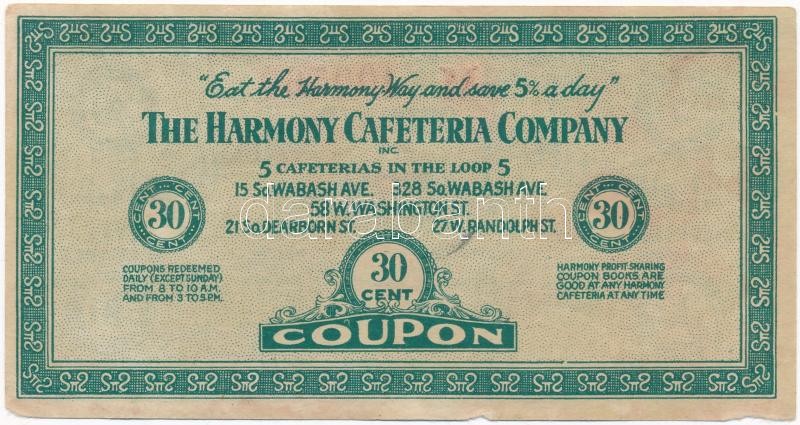 "Eat the Harmony Way and save 5% a day"
THE HARMONY CAFETERIA COMPANY
INC.
5 CAFETERIAS IN THE LOOP 5
15 SO. WABASH AVE. 328 SO. WABASH AVE.
58 W. WASHINGTON ST.
21 SO. DEARBORN ST. 27 W. RANDOLPH ST.
CENT CENT
30
CENT
CENT CENT
30
CENT
darabanth
COUPONS REDEEMED
DAILY (EXCEPT SUNDAY)
FROM 8 TO 10 A.M.
AND FROM 3 TO 5 P.M.
30
CENT
COUPON
HARMONY PROFIT SHARING
COUPON BOOKS ARE
GOOD AT ANY HARMONY
CAFETERIA AT ANY TIME